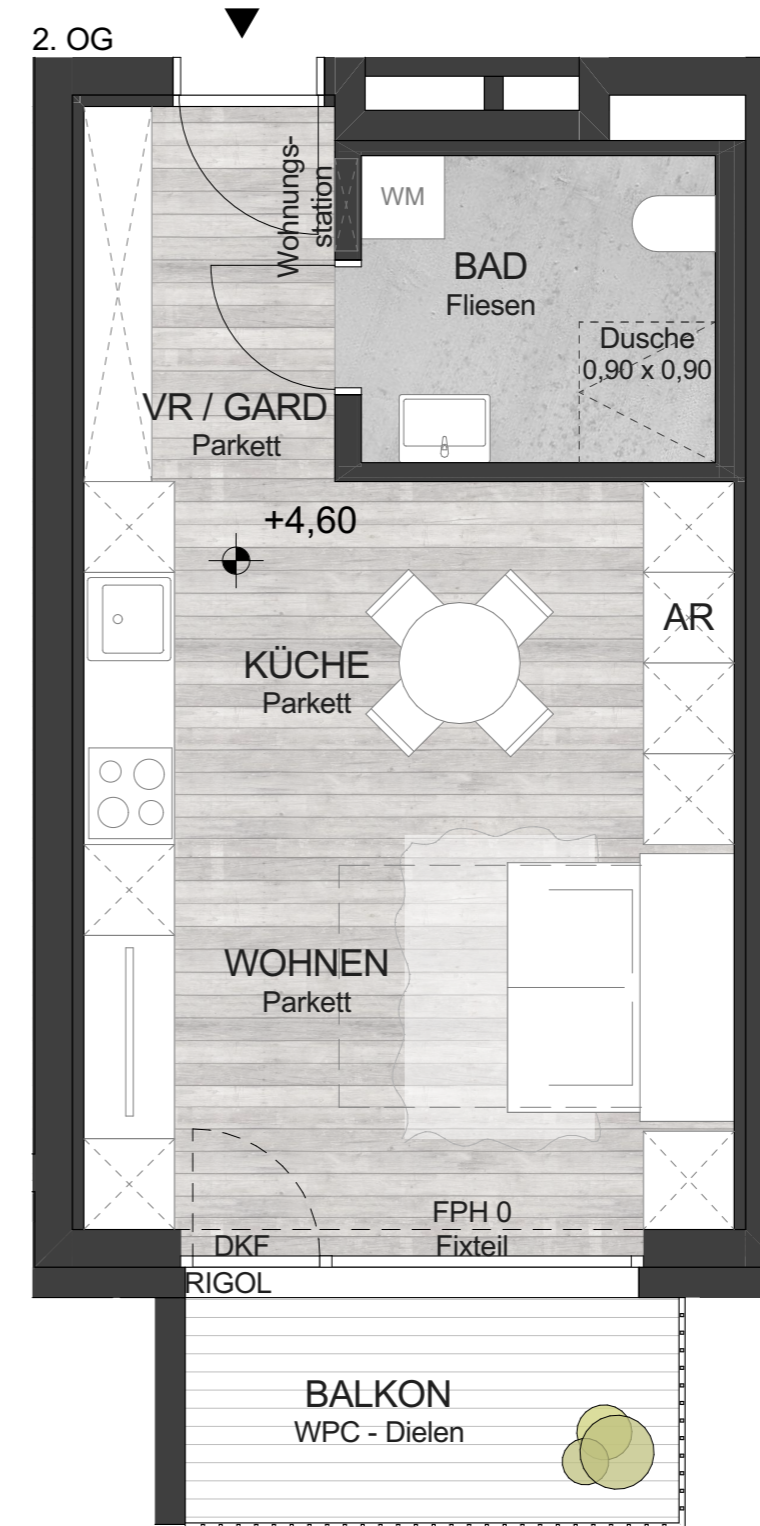 2. OG
Wohnungs-
station
WM
BAD
Fliesen
Dusche
0,90 x 0,90
VR / GARD
Parkett
+4,60
AR
KÜCHE
Parkett
WOHNEN
Parkett
FPH 0
DKF
Fixteil
RIGOL
BALKON
WPC - Dielen